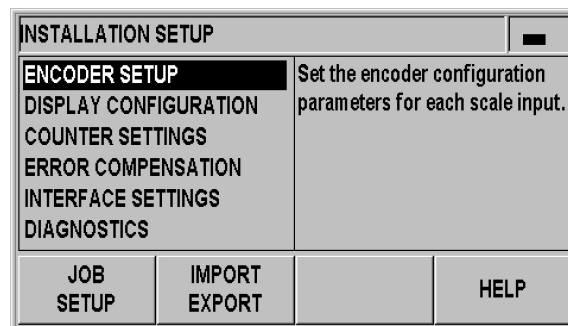 INSTALLATION SETUP
ENCODER SETUP
DISPLAY CONFIGURATION
COUNTER SETTINGS
ERROR COMPENSATION
INTERFACE SETTINGS
DIAGNOSTICS
Set the encoder configuration
parameters for each scale input.
JOB
SETUP
IMPORT
EXPORT
HELP